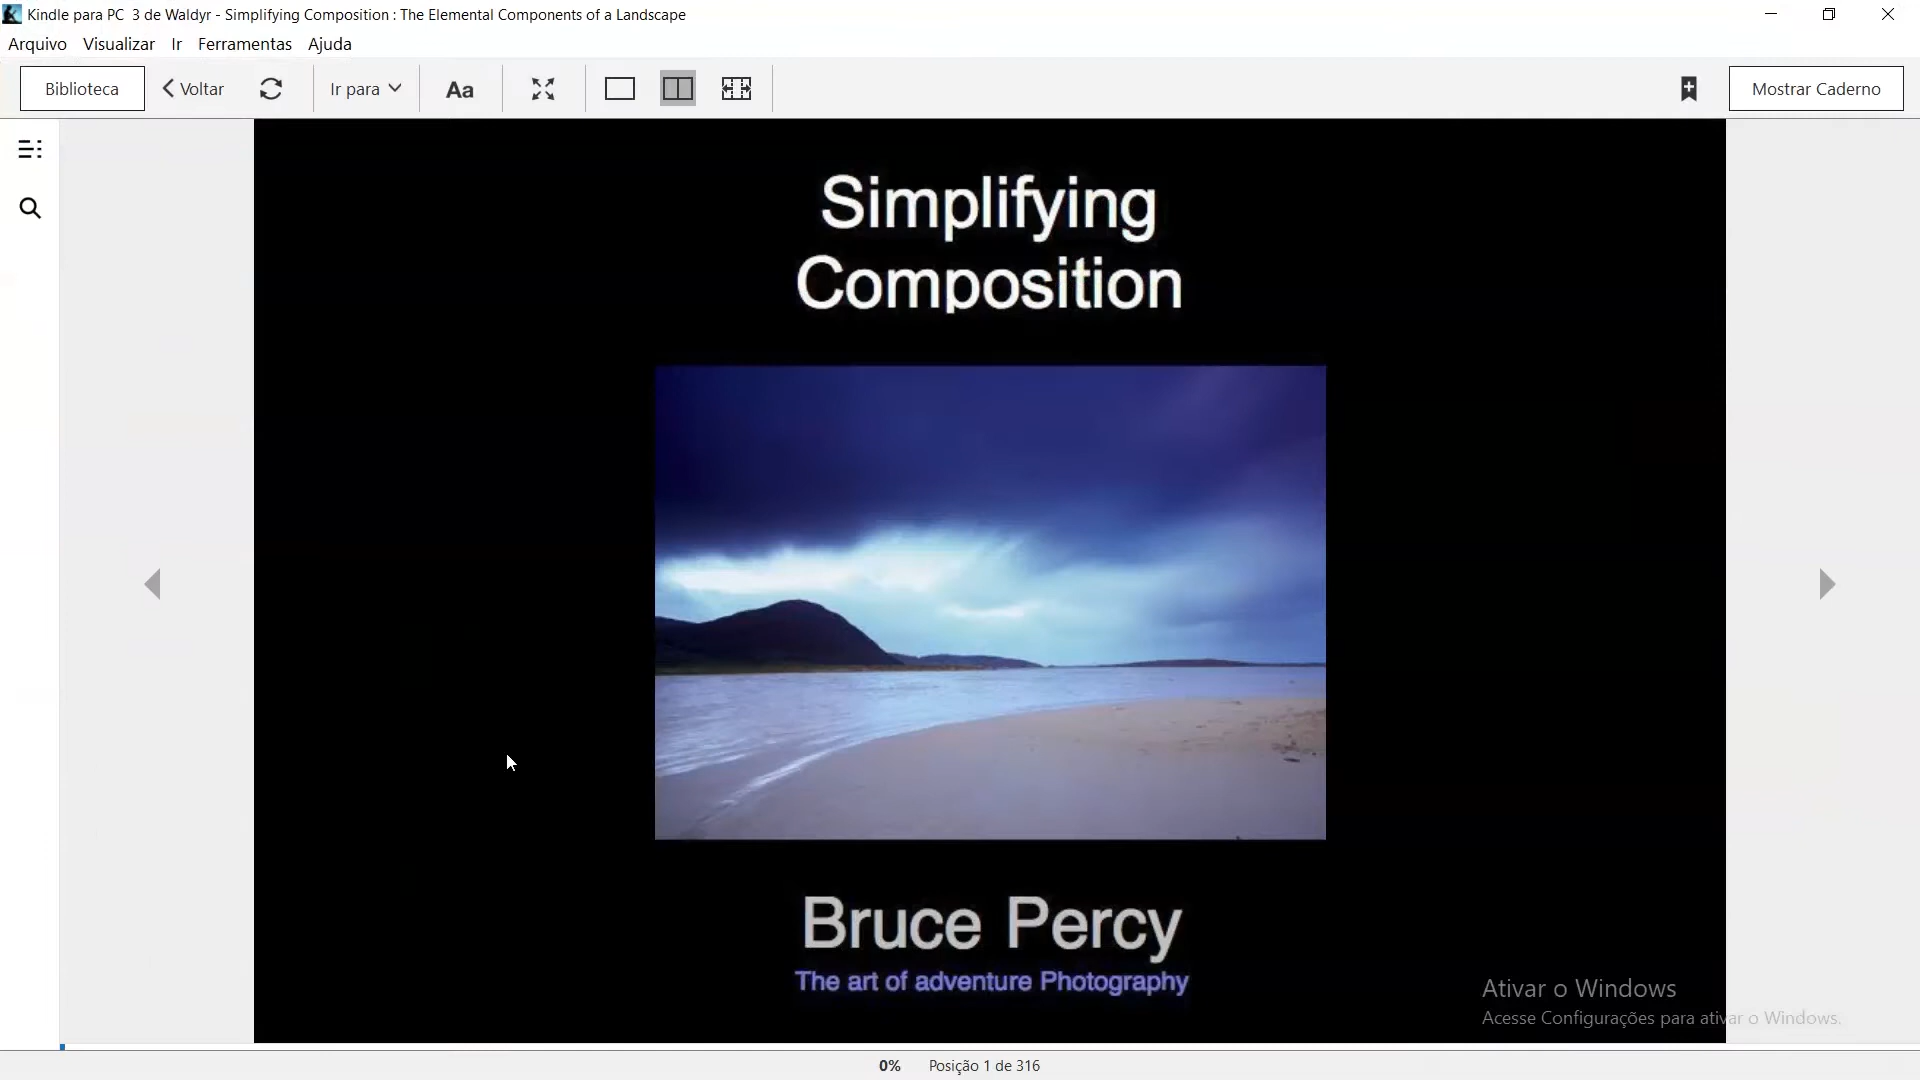 Kindle para PC 3 de Waldyr - Simplifying Composition : The Elemental Components of a Landscape
Arquivo Visualizar Ir Ferramentas Ajuda
Biblioteca Voltar Ir para Aa Mostrar Caderno
Simplifying
Composition
Bruce Percy
The art of adventure Photography
Ativar o Windows
Acesse Configurações para ativar o Windows.
0% Posição 1 de 316